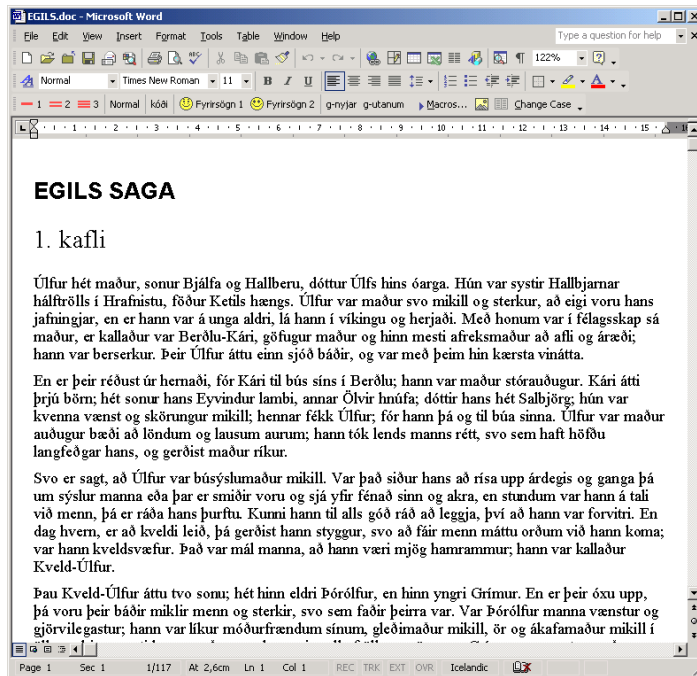 EGILS.doc - Microsoft Word
File Edit View Insert Format Tools Table Window Help Type a question for help
122%
Normal Times New Roman 11 B I U
1 2 3 Normal kóði Fyrirsögn 1 Fyrirsögn 2 g-nyjar g-utanum Macros... Change Case
1 2 3 4 5 6 7 8 9 10 11 12 13 14 15
EGILS SAGA
1. kafli
Úlfur hét maður, sonur Bjálfa og Hallberu, dóttur Úlfs hins óarga. Hún var systir Hallbjarnar
hálftrölls í Hrafnistu, föður Ketils hængs. Úlfur var maður svo mikill og sterkur, að eigi voru hans
jafningjar, en er hann var á unga aldri, lá hann í víkingu og herjaði. Með honum var í félagsskap sá
maður, er kallaður var Berðlu-Kári, göfugur maður og hinn mesti afreksmaður að afli og áræði;
hann var berserkur. Þeir Úlfur áttu einn sjóð báðir, og var með þeim hin kærsta vinátta.
En er þeir réðust úr hernaði, fór Kári til bús síns í Berðlu; hann var maður stórauðugur. Kári átti
þrjú börn; hét sonur hans Eyvindur lambi, annar Ölvir hnúfa; dóttir hans hét Salbjörg; hún var
kvenna vænst og skörungur mikill; hennar fékk Úlfur; fór hann þá og til búa sinna. Úlfur var maður
auðugur bæði að löndum og lausum aurum; hann tók lends manns rétt, svo sem haft höfðu
langfeðgar hans, og gerðist maður ríkur.
Svo er sagt, að Úlfur var búsýslumaður mikill. Var það siður hans að rísa upp árdegis og ganga þá
um sýslur manna eða þar er smiðir voru og sjá yfir fénað sinn og akra, en stundum var hann á tali
við menn, þá er ráða hans þurftu. Kunni hann til alls góð ráð að leggja, því að hann var forvitri. En
dag hvern, er að kveldi leið, þá gerðist hann styggur, svo að fáir menn máttu orðum við hann koma;
var hann kveldsvæfur. Það var mál manna, að hann væri mjög hamrammur; hann var kallaður
Kveld-Úlfur.
Þau Kveld-Úlfur áttu tvo sonu; hét hinn eldri Þórólfur, en hinn yngri Grímur. En er þeir óxu upp,
þá voru þeir báðir miklir menn og sterkir, svo sem faðir þeirra var. Var Þórólfur manna vænstur og
gjörvilegastur; hann var líkur móðurfrændum sínum, gleðimaður mikill, ör og ákafamaður mikill í
Page 1 Sec 1 1/117 At 2,6cm Ln 1 Col 1 REC TRK EXT OVR Icelandic